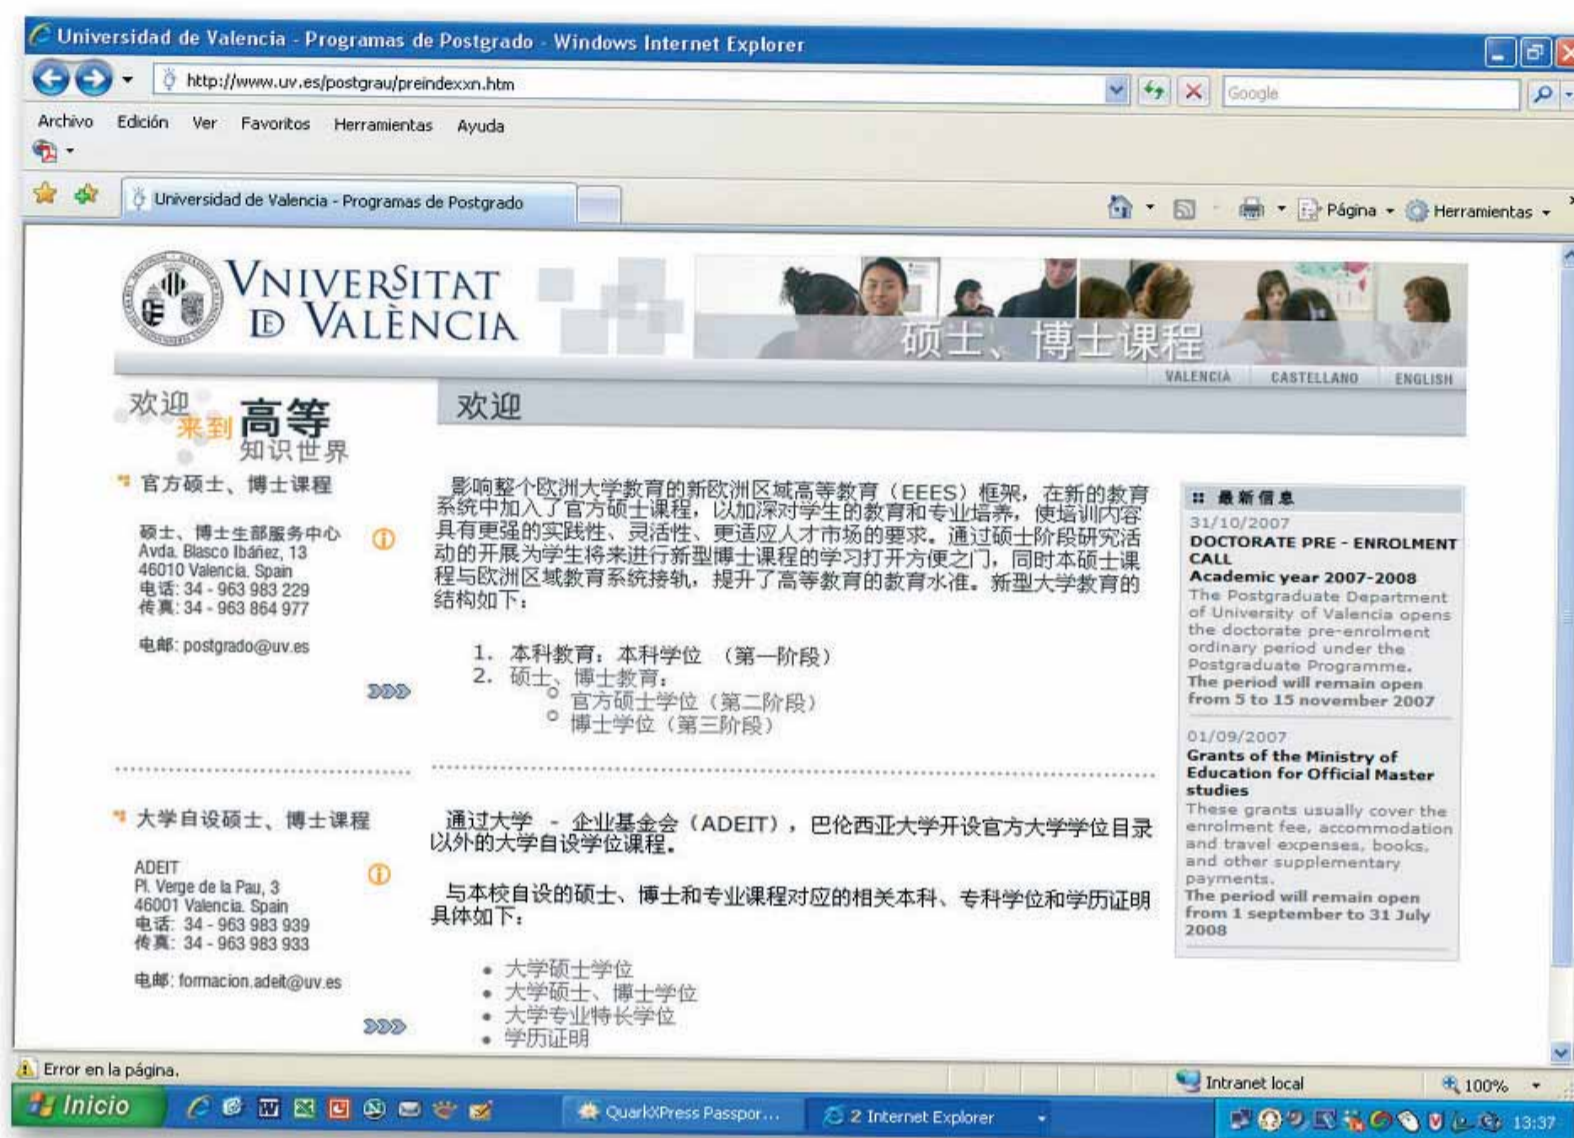 Universidad de Valencia - Programas de Postgrado - Windows Internet Explorer
http://www.uv.es/postgrau/preindexxn.htm
Google
Archivo Edición Ver Favoritos Herramientas Ayuda
Universidad de Valencia - Programas de Postgrado
Página Herramientas
VNIVERSITAT
DE VALÈNCIA
硕士、博士课程
VALENCIÀ CASTELLANO ENGLISH
欢迎
来到 高等
知识世界
官方硕士、博士课程
硕士、博士生部服务中心
Avda. Blasco Ibáñez, 13
46010 Valencia. Spain
电话: 34 - 963 983 229
传真: 34 - 963 864 977
电邮: postgrado@uv.es
大学自设硕士、博士课程
ADEIT
Pl. Verge de la Pau, 3
46001 Valencia. Spain
电话: 34 - 963 983 939
传真: 34 - 963 983 933
电邮: formacion.adeit@uv.es
欢迎
影响整个欧洲大学教育的新欧洲区域高等教育（EEES）框架，在新的教育
系统中加入了官方硕士课程，以加深对学生的教育和专业培养，使培训内容
具有更强的实践性、灵活性、更适应人才市场的要求。通过硕士阶段研究活
动的开展为学生将来进行新型博士课程的学习打开方便之门，同时本硕士课
程与欧洲区域教育系统接轨，提升了高等教育的教育水准。新型大学教育的
结构如下：
1. 本科教育：本科学位 （第一阶段）
2. 硕士、博士教育：
官方硕士学位（第二阶段）
博士学位（第三阶段）
通过大学 - 企业基金会（ADEIT），巴伦西亚大学开设官方大学学位目录
以外的大学自设学位课程。
与本校自设的硕士、博士和专业课程对应的相关本科、专科学位和学历证明
具体如下：
• 大学硕士学位
• 大学硕士、博士学位
• 大学专业特长学位
• 学历证明
最新信息
31/10/2007
DOCTORATE PRE - ENROLMENT
CALL
Academic year 2007-2008
The Postgraduate Department
of University of Valencia opens
the doctorate pre-enrolment
ordinary period under the
Postgraduate Programme.
The period will remain open
from 5 to 15 november 2007
01/09/2007
Grants of the Ministry of
Education for Official Master
studies
These grants usually cover the
enrolment fee, accommodation
and travel expenses, books,
and other supplementary
payments.
The period will remain open
from 1 september to 31 July
2008
Error en la página.
Intranet local
100%
Inicio
QuarkXPress Passpor...
2 Internet Explorer
13:37